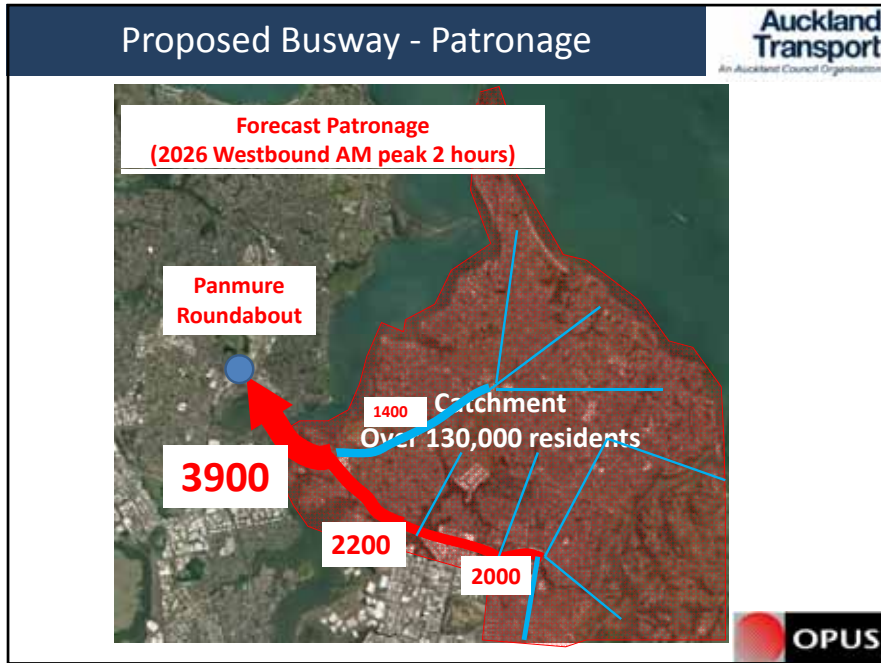 Proposed Busway - Patronage
Auckland
Transport
An Auckland Council Organisation
Forecast Patronage
(2026 Westbound AM peak 2 hours)
Panmure
Roundabout
1400
Catchment
Over 130,000 residents
3900
2200
2000
OPUS